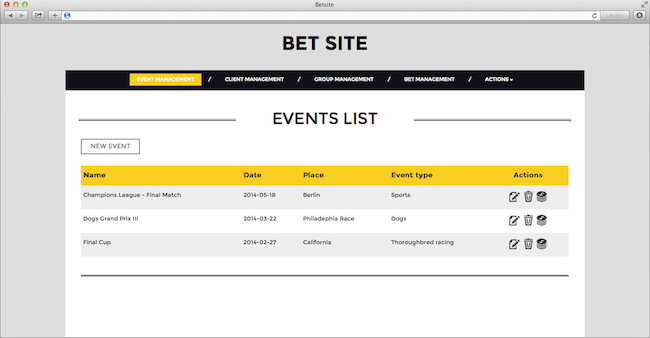 Betsite
Reader
BET SITE
EVENT MANAGEMENT / CLIENT MANAGEMENT / GROUP MANAGEMENT / BET MANAGEMENT / ACTIONS
EVENTS LIST
NEW EVENT
Name Date Place Event type Actions
Champions League - Final Match 2014-05-18 Berlin Sports
Dogs Grand Prix III 2014-03-22 Philadephia Race Dogs
Final Cup 2014-02-27 California Thoroughbred racing